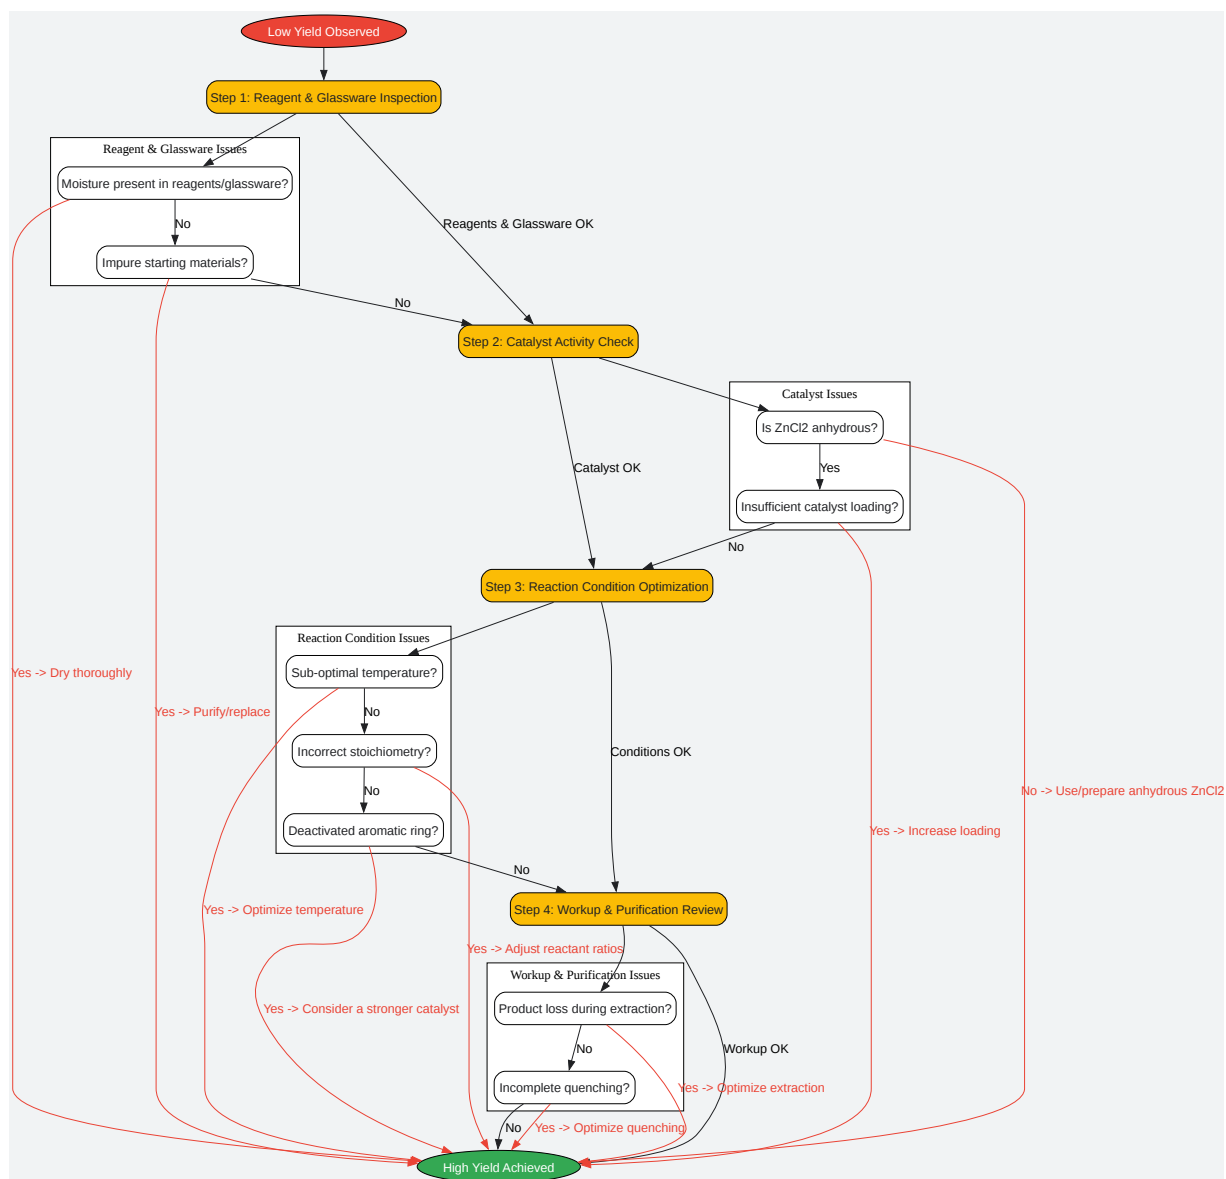 Low Yield Observed
Step 1: Reagent & Glassware Inspection
Reagent & Glassware Issues
Moisture present in reagents/glassware?
No
Reagents & Glassware OK
Impure starting materials?
No
Step 2: Catalyst Activity Check
Catalyst Issues
Is ZnCl2 anhydrous?
Catalyst OK
Yes
Insufficient catalyst loading?
No
Step 3: Reaction Condition Optimization
Reaction Condition Issues
Yes -> Dry thoroughly
Sub-optimal temperature?
Yes -> Purify/replace
No
Incorrect stoichiometry?
Conditions OK
No
Yes -> Use/prepare anhydrous ZnCl2
No -> Use/prepare anhydrous ZnCl2
Deactivated aromatic ring?
Yes -> Increase loading
No
Yes -> Optimize temperature
Step 4: Workup & Purification Review
Yes -> Adjust reactant ratios
Workup & Purification Issues
Yes -> Consider a stronger catalyst
Product loss during extraction?
No
Workup OK
Incomplete quenching?
Yes -> Optimize extraction
No
Yes -> Optimize quenching
High Yield Achieved